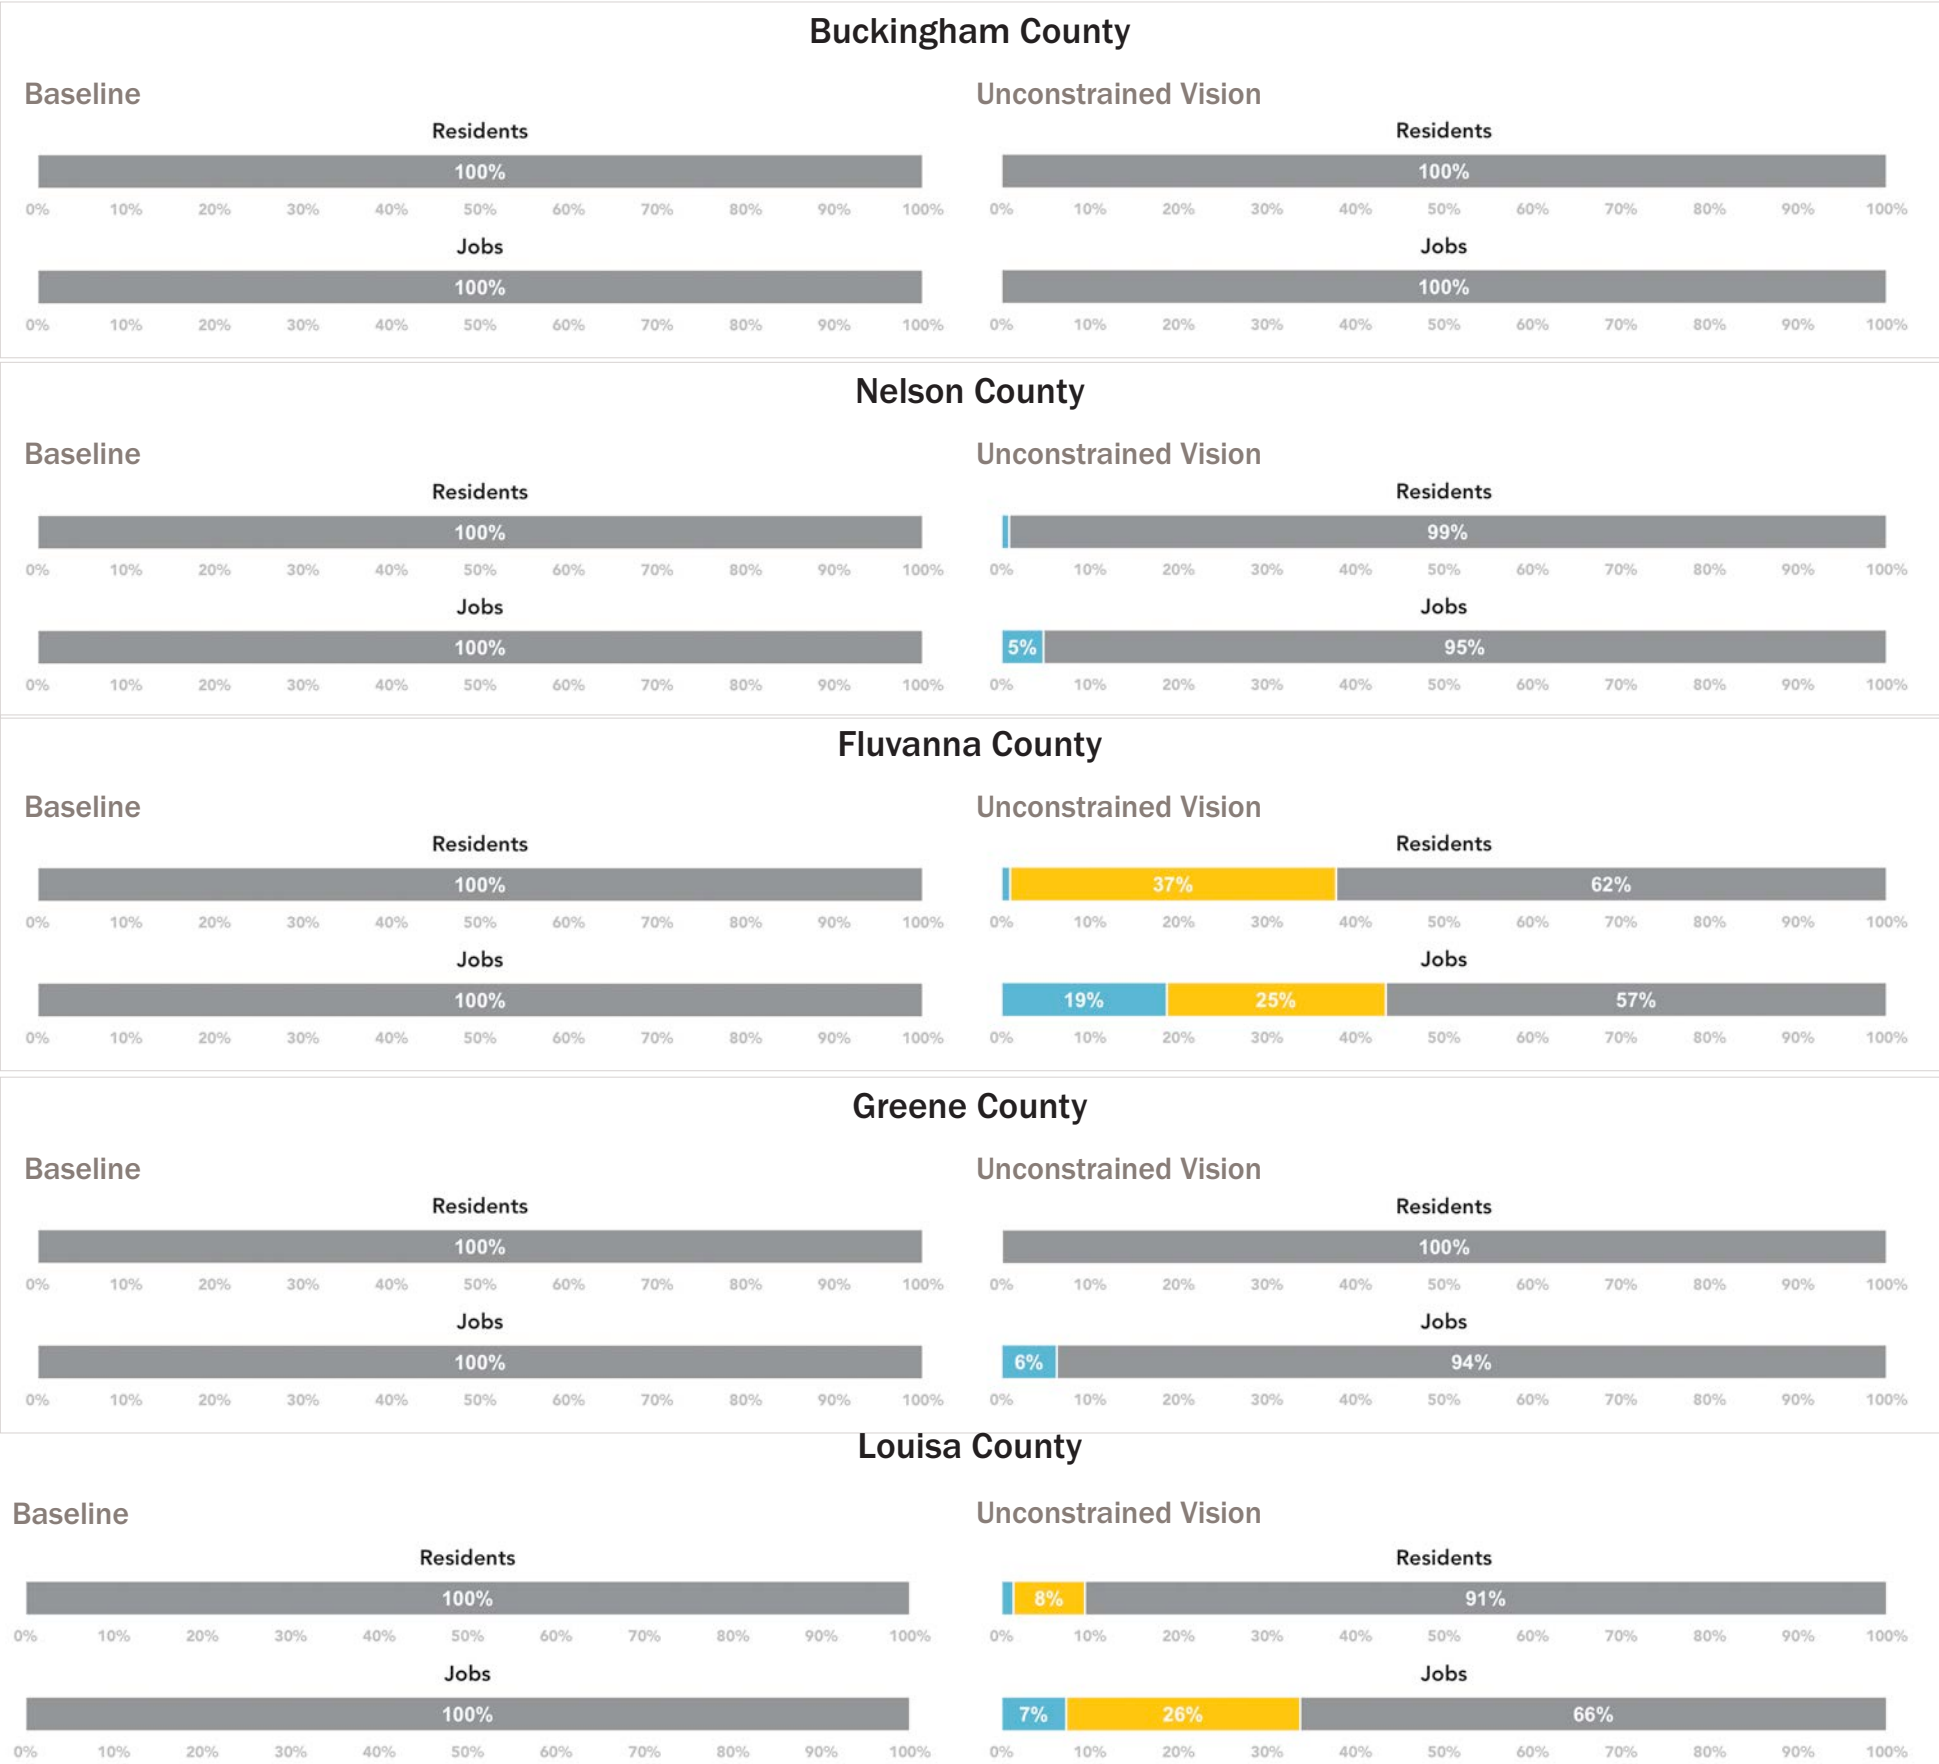 Buckingham County
Baseline Unconstrained Vision
Residents Residents
100% 100%
0% 10% 20% 30% 40% 50% 60% 70% 80% 90% 100% 0% 10% 20% 30% 40% 50% 60% 70% 80% 90% 100%
Jobs Jobs
100% 100%
0% 10% 20% 30% 40% 50% 60% 70% 80% 90% 100% 0% 10% 20% 30% 40% 50% 60% 70% 80% 90% 100%
Nelson County
Baseline Unconstrained Vision
Residents Residents
100% 99%
0% 10% 20% 30% 40% 50% 60% 70% 80% 90% 100% 0% 10% 20% 30% 40% 50% 60% 70% 80% 90% 100%
Jobs Jobs
100% 5% 95%
0% 10% 20% 30% 40% 50% 60% 70% 80% 90% 100% 0% 10% 20% 30% 40% 50% 60% 70% 80% 90% 100%
Fluvanna County
Baseline Unconstrained Vision
Residents Residents
100% 37% 62%
0% 10% 20% 30% 40% 50% 60% 70% 80% 90% 100% 0% 10% 20% 30% 40% 50% 60% 70% 80% 90% 100%
Jobs Jobs
100% 19% 25% 57%
0% 10% 20% 30% 40% 50% 60% 70% 80% 90% 100% 0% 10% 20% 30% 40% 50% 60% 70% 80% 90% 100%
Greene County
Baseline Unconstrained Vision
Residents Residents
100% 100%
0% 10% 20% 30% 40% 50% 60% 70% 80% 90% 100% 0% 10% 20% 30% 40% 50% 60% 70% 80% 90% 100%
Jobs Jobs
100% 6% 94%
0% 10% 20% 30% 40% 50% 60% 70% 80% 90% 100% 0% 10% 20% 30% 40% 50% 60% 70% 80% 90% 100%
Louisa County
Baseline Unconstrained Vision
Residents Residents
100% 8% 91%
0% 10% 20% 30% 40% 50% 60% 70% 80% 90% 100% 0% 10% 20% 30% 40% 50% 60% 70% 80% 90% 100%
Jobs Jobs
100% 7% 26% 66%
0% 10% 20% 30% 40% 50% 60% 70% 80% 90% 100% 0% 10% 20% 30% 40% 50% 60% 70% 80% 90% 100%